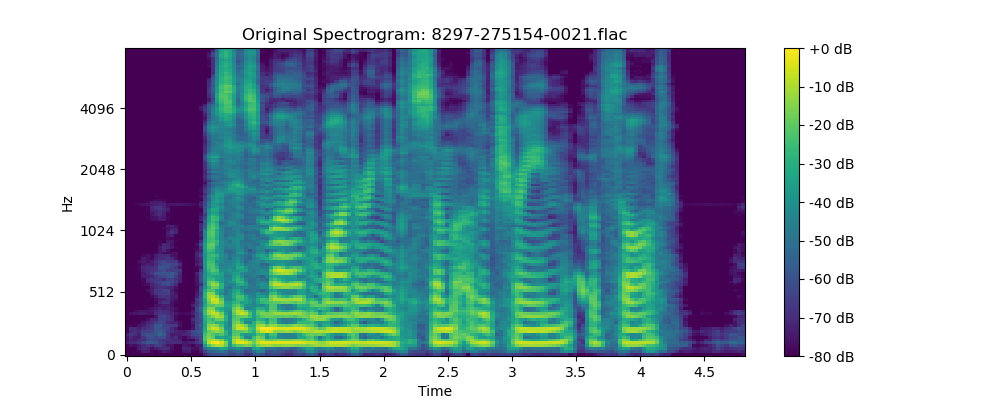 Original Spectrogram: 8297-275154-0021.flac
Hz
4096
2048
1024
512
0
0
0.5
1
1.5
2
2.5
3
3.5
4
4.5
Time
+0 dB
-10 dB
-20 dB
-30 dB
-40 dB
-50 dB
-60 dB
-70 dB
-80 dB